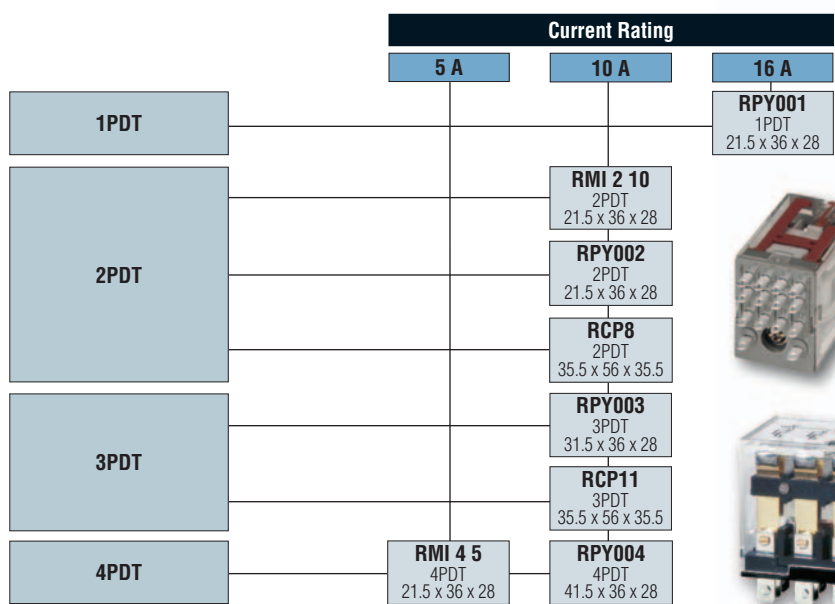 Current Rating
5 A
10 A
16 A
1PDT
RPY001
1PDT
21.5 x 36 x 28
2PDT
RMI 2 10
2PDT
21.5 x 36 x 28
RPY002
2PDT
21.5 x 36 x 28
RCP8
2PDT
35.5 x 56 x 35.5
3PDT
RPY003
3PDT
31.5 x 36 x 28
RCP11
3PDT
35.5 x 56 x 35.5
4PDT
RMI 4 5
4PDT
21.5 x 36 x 28
RPY004
4PDT
41.5 x 36 x 28